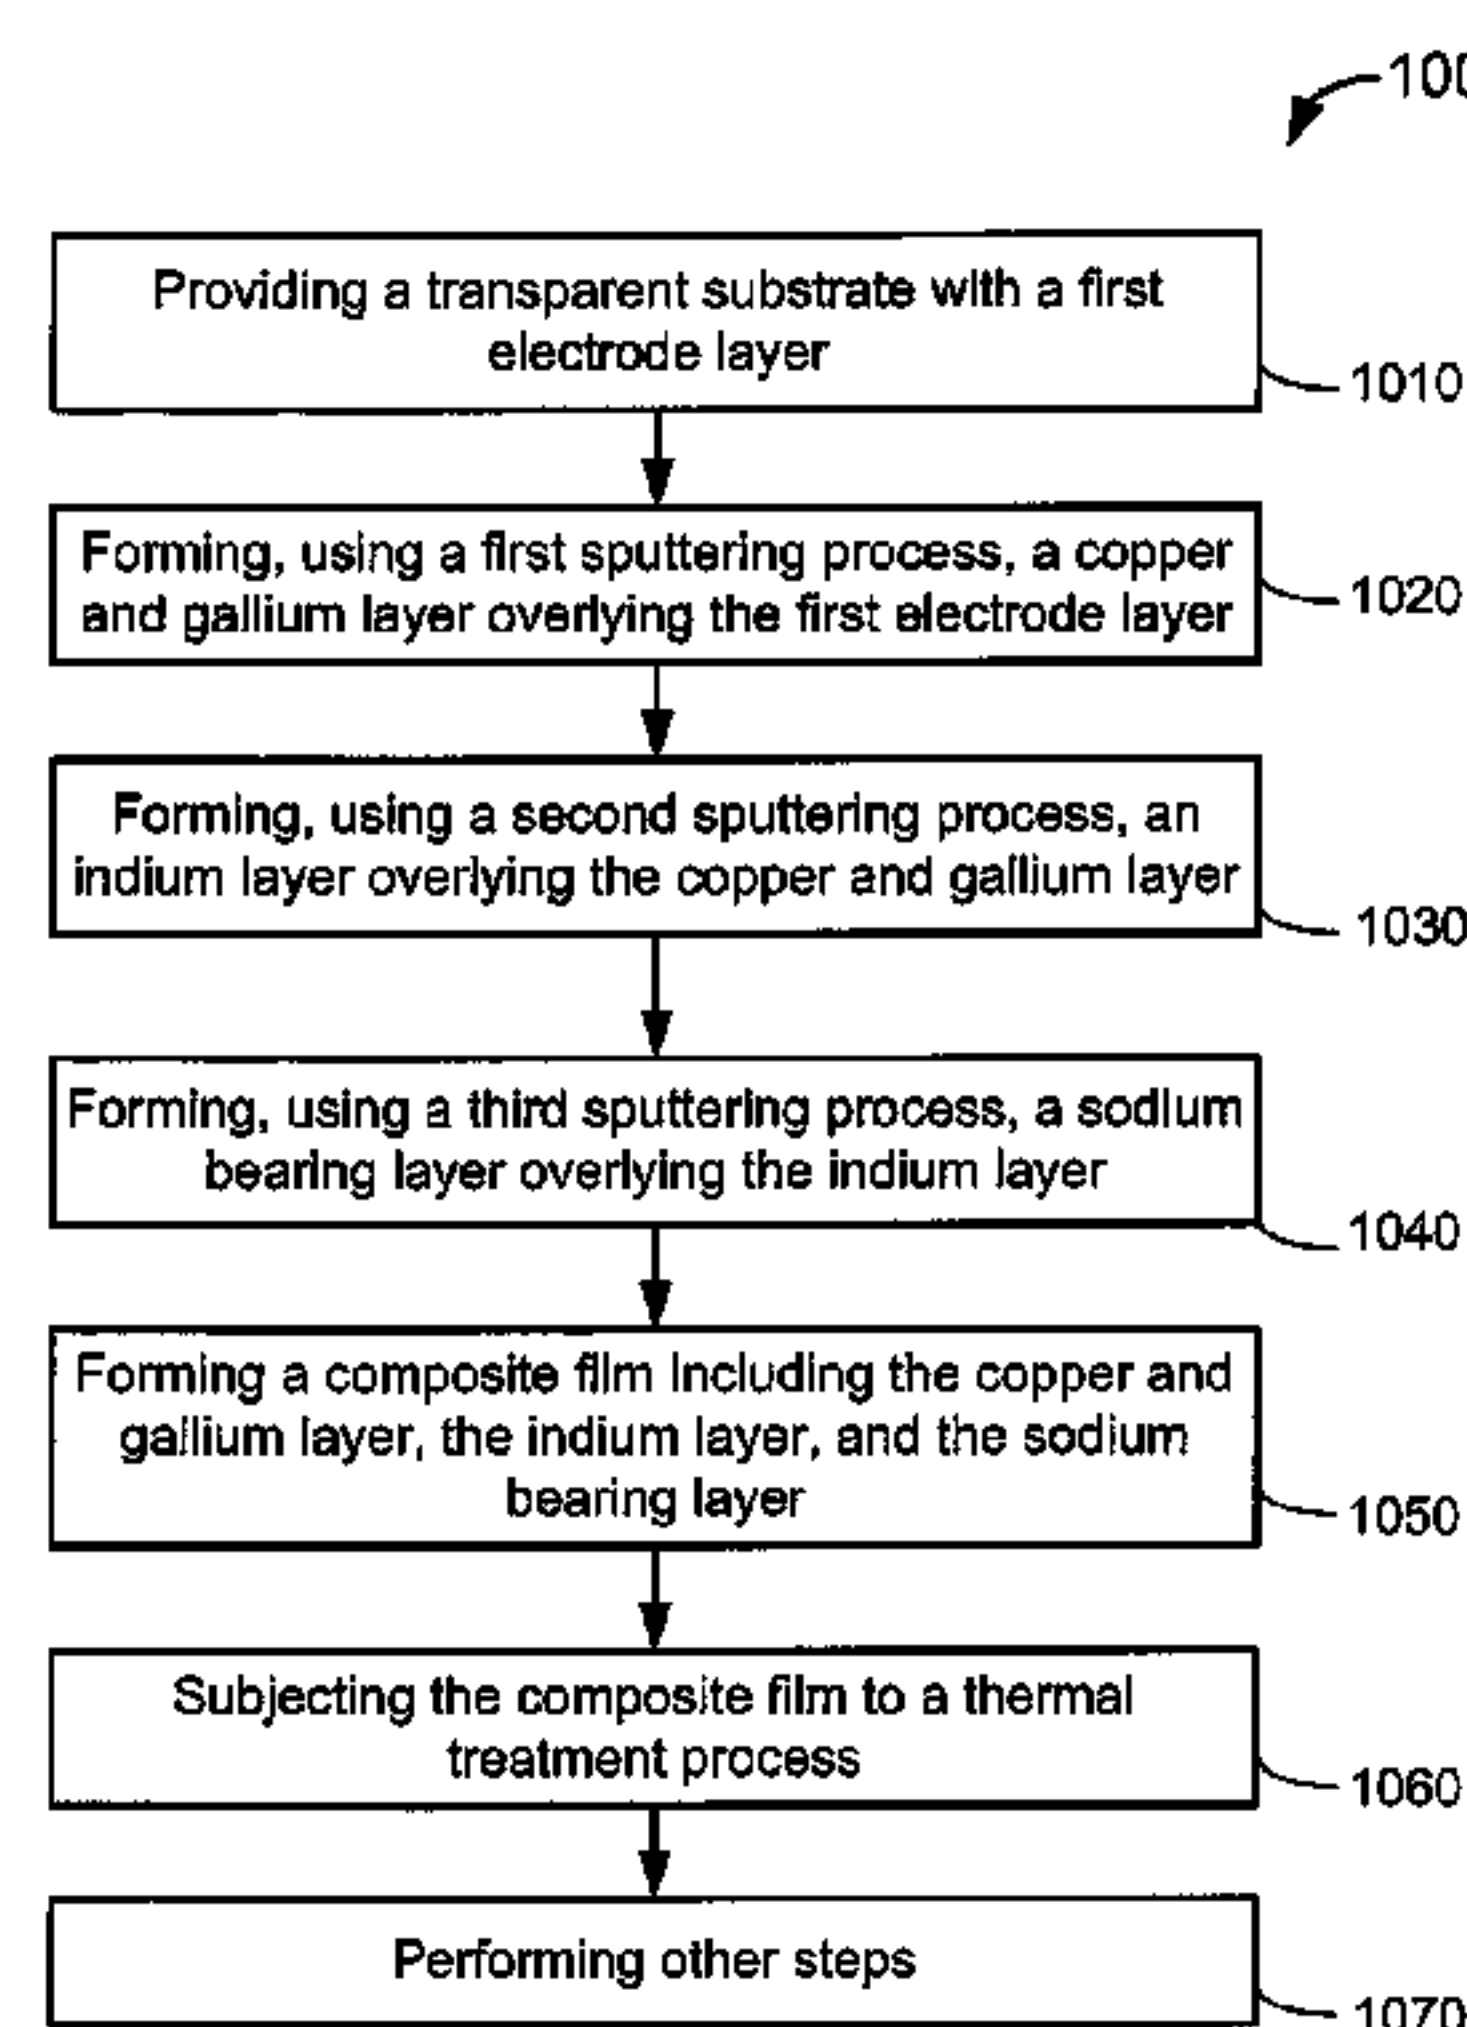 100
Providing a transparent substrate with a first
electrode layer
1010
Forming, using a first sputtering process, a copper
and gallium layer overlying the first electrode layer
1020
Forming, using a second sputtering process, an
indium layer overlying the copper and gallium layer
1030
Forming, using a third sputtering process, a sodium
bearing layer overlying the indium layer
1040
Forming a composite film including the copper and
gallium layer, the indium layer, and the sodium
bearing layer
1050
Subjecting the composite film to a thermal
treatment process
1060
Performing other steps
1070